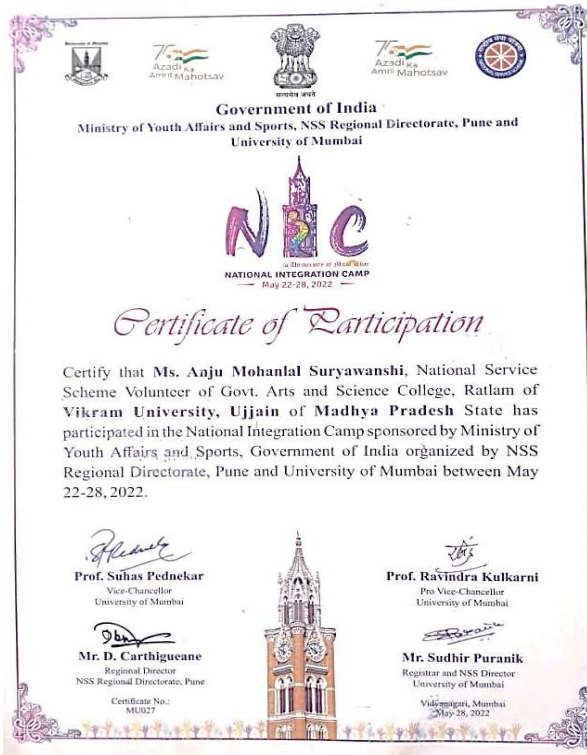 Azadi Ka
Amrit Mahotsav
सत्यमेव जयते
Azadi Ka
Amrit Mahotsav
Government of India
Ministry of Youth Affairs and Sports, NSS Regional Directorate, Pune and
University of Mumbai
NIC
@ University of Mumbai
NATIONAL INTEGRATION CAMP
May 22-28, 2022
Certificate of Participation
Certify that Ms. Anju Mohanlal Suryawanshi, National Service
Scheme Volunteer of Govt. Arts and Science College, Ratlam of
Vikram University, Ujjain of Madhya Pradesh State has
participated in the National Integration Camp sponsored by Ministry of
Youth Affairs and Sports, Government of India organized by NSS
Regional Directorate, Pune and University of Mumbai between May
22-28, 2022.
Prof. Suhas Pednekar
Vice-Chancellor
University of Mumbai
Prof. Ravindra Kulkarni
Pro Vice-Chancellor
University of Mumbai
Mr. D. Carthigueane
Regional Director
NSS Regional Directorate, Pune
Mr. Sudhir Puranik
Registrar and NSS Director
University of Mumbai
Certificate No.:
MU027
Vidyanagari, Mumbai
May 28, 2022